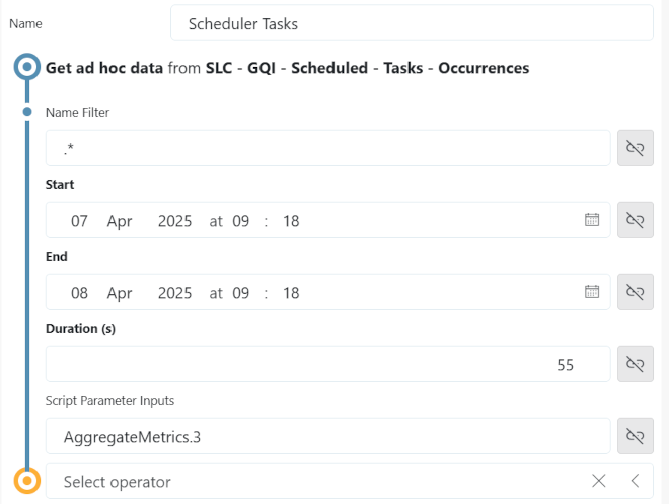 Name
Scheduler Tasks
Get ad hoc data from SLC - GQI - Scheduled - Tasks - Occurrences
Name Filter
.*
Start
07 Apr 2025 at 09 : 18
End
08 Apr 2025 at 09 : 18
Duration (s)
55
Script Parameter Inputs
AggregateMetrics.3
Select operator